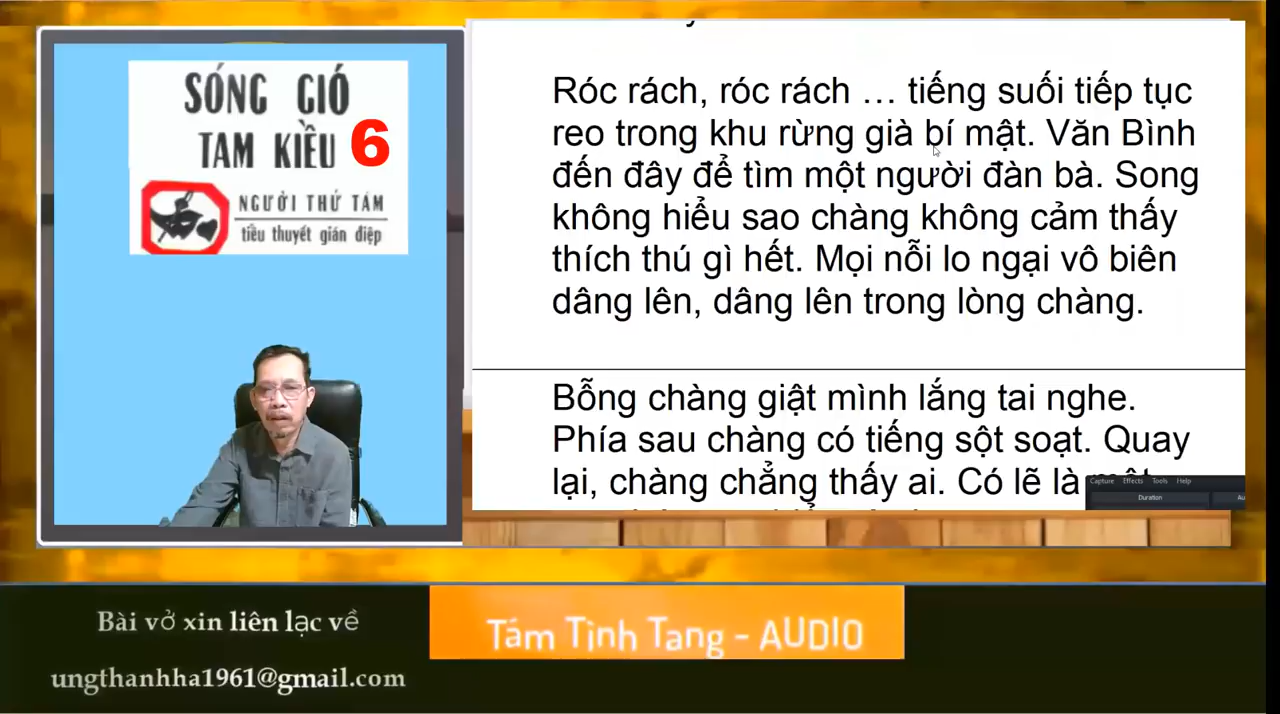 SÓNG GIÓ
TAM KIỀU 6
NGƯỜI THỨ TÁM
tiểu thuyết gián điệp
Róc rách, róc rách … tiếng suối tiếp tục
reo trong khu rừng già bí mật. Văn Bình
đến đây để tìm một người đàn bà. Song
không hiểu sao chàng không cảm thấy
thích thú gì hết. Mọi nỗi lo ngại vô biên
dâng lên, dâng lên trong lòng chàng.
Bỗng chàng giật mình lắng tai nghe.
Phía sau chàng có tiếng sột soạt. Quay
lại, chàng chẳng thấy ai. Có lẽ là
Capture Effects Tools Help
Duration
Bài vở xin liên lạc về
ungthanhha1961@gmail.com
Tám Tình Tang - AUDIO